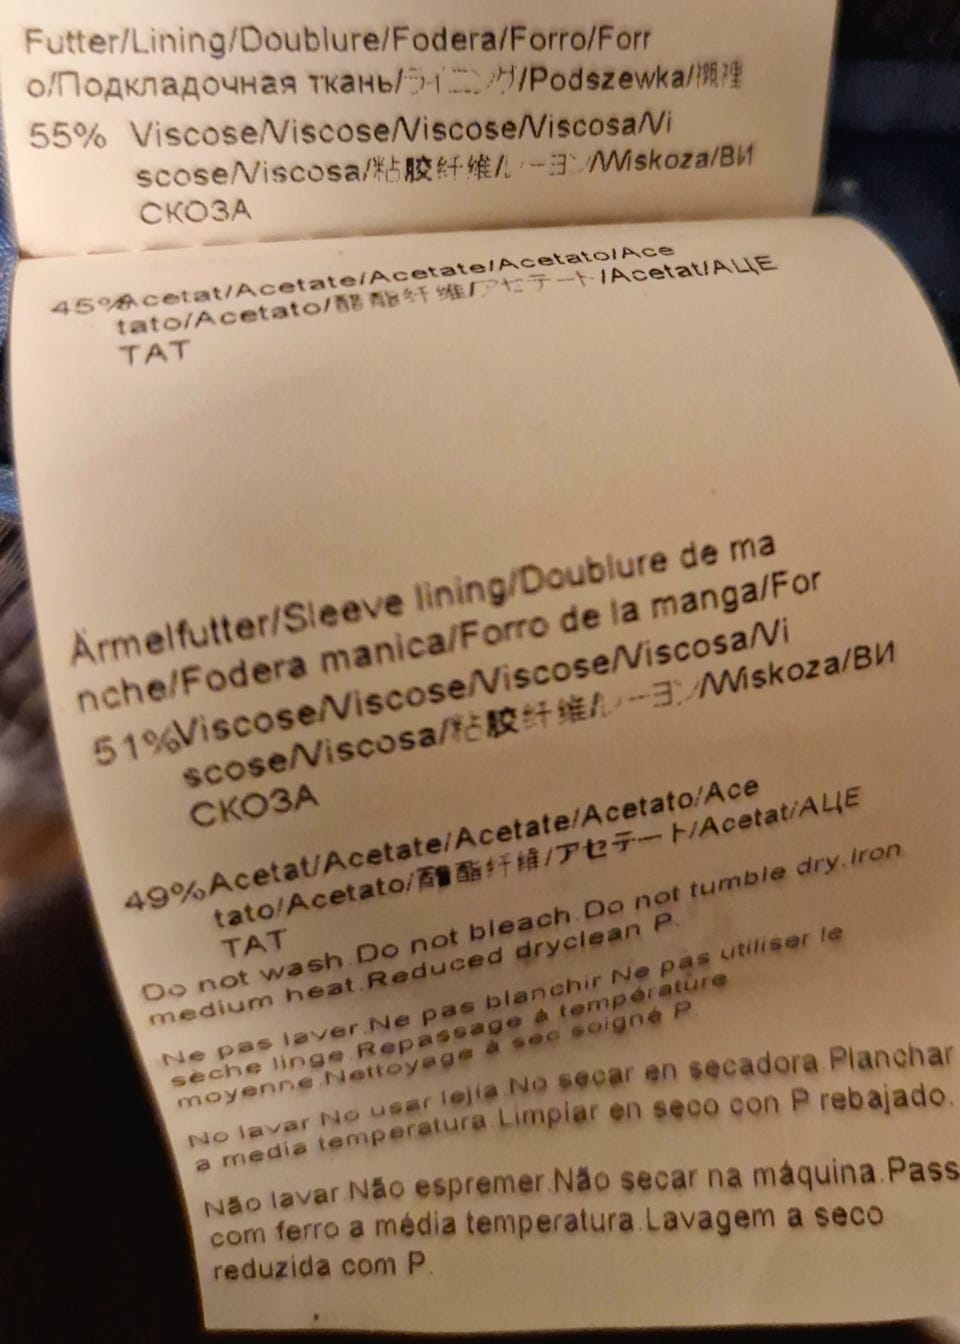 Futter/Lining/Doublure/Fodera/Forro/Forr
o/Подкладочная ткань/ライニング/Podszewka/襯裡
55% Viscose/Viscose/Viscose/Viscosa/Vi
scose/Viscosa/粘胶纤维/レーヨン/Wiskoza/ВИ
СКОЗА
45% Acetat/Acetate/Acetate/Acetato/Ace
tato/Acetato/醋酯纤维/アセテート/Acetat/АЦЕ
ТАТ
Ärmelfutter/Sleeve lining/Doublure de ma
nche/Fodera manica/Forro de la manga/For
51%Viscose/Viscose/Viscose/Viscosa/Vi
scose/Viscosa/粘胶纤维/レーヨン/Wiskoza/ВИ
СКОЗА
49%Acetat/Acetate/Acetate/Acetato/Ace
tato/Acetato/醋酯纤维/アセテート/Acetat/АЦЕ
ТАТ
Do not wash.Do not bleach.Do not tumble dry.Iron
medium heat.Reduced dryclean P.
Ne pas laver.Ne pas blanchir.Ne pas utiliser le
sèche linge.Repassage à température
moyenne.Nettoyage à sec soigné P.
No lavar.No usar lejia.No secar en secadora.Planchar
a media temperatura.Limpiar en seco con P rebajado.
Não lavar.Não espremer.Não secar na máquina.Pass
com ferro a média temperatura.Lavagem a seco
reduzida com P.